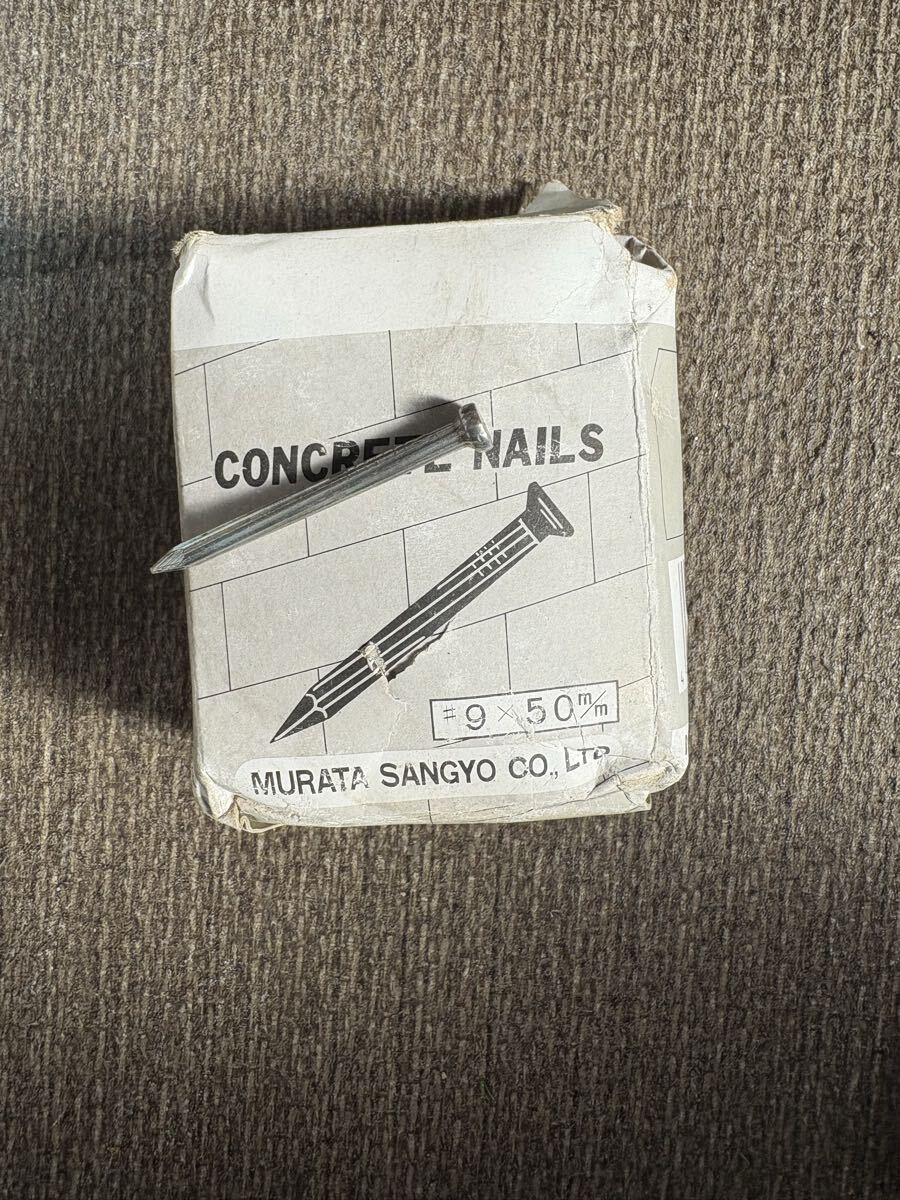 CONCRETE NAILS
#9×50m/m
MURATA SANGYO CO., LTD